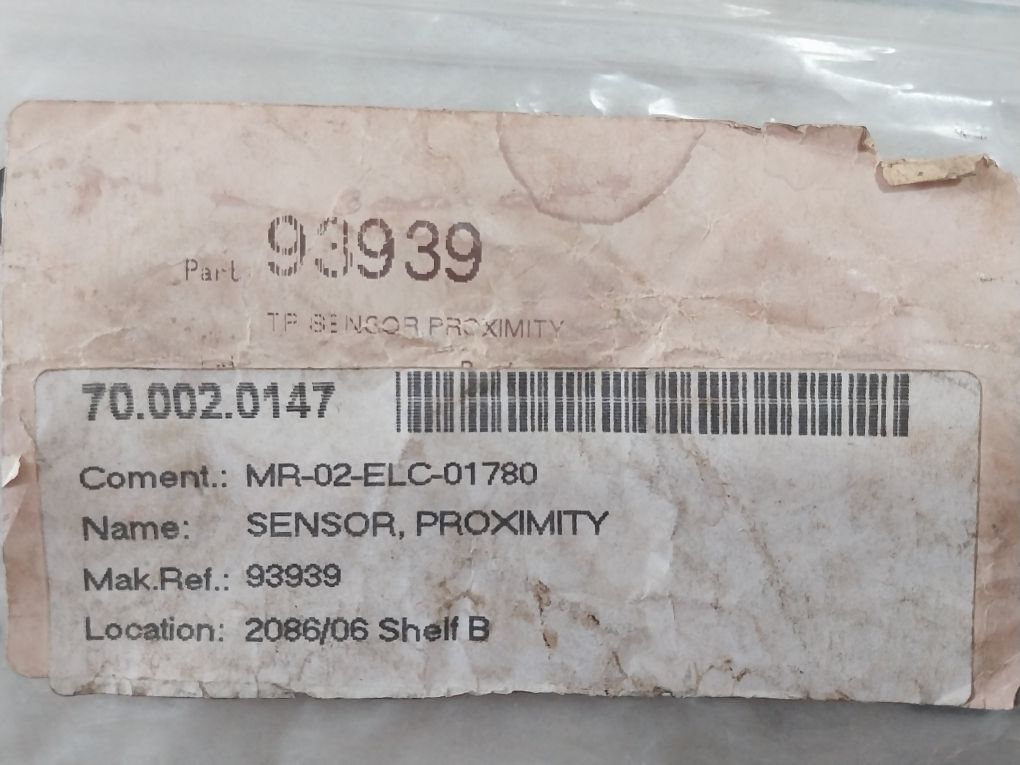 Part 93939
TP SENSOR PROXIMITY
70.002.0147
Coment.: MR-02-ELC-01780
Name: SENSOR, PROXIMITY
Mak.Ref.: 93939
Location: 2086/06 Shelf B